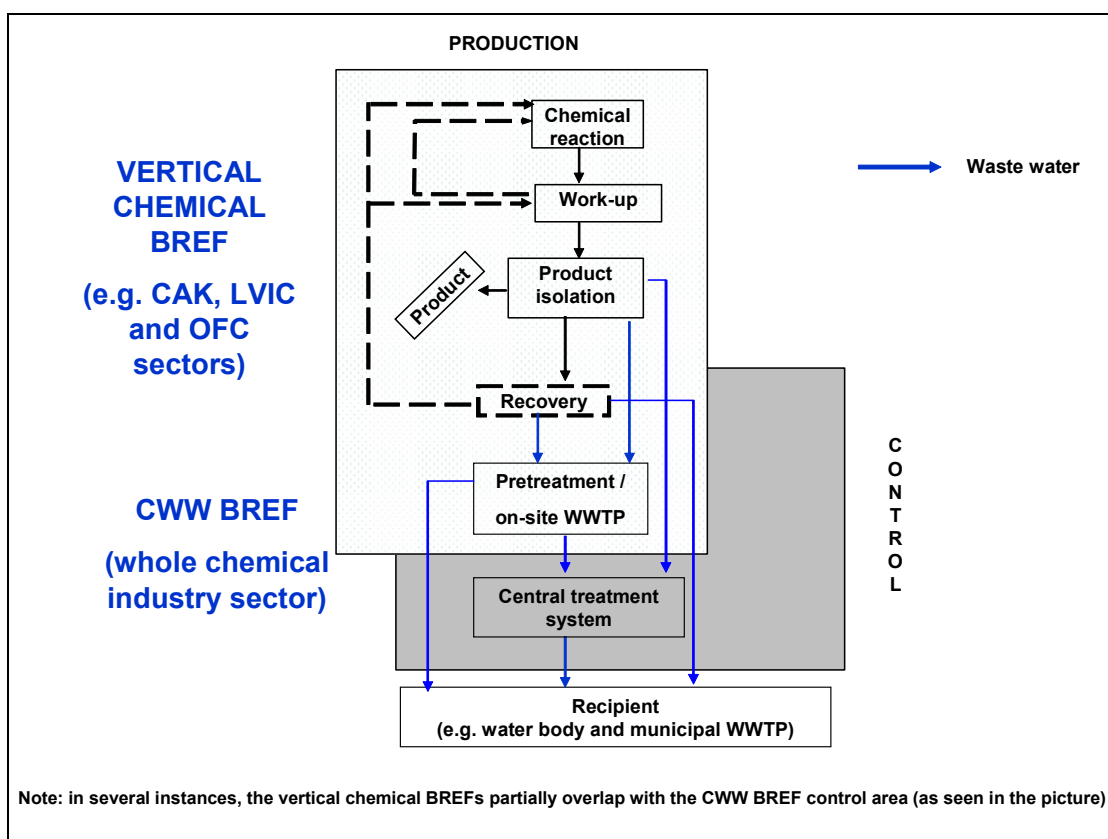 PRODUCTION
Chemical
reaction
Waste water
VERTICAL
CHEMICAL
BREF
(e.g. CAK, LVIC
and OFC
sectors)
Work-up
Product
isolation
Product
Recovery
CONTROL
Pretreatment /
on-site WWTP
CWW BREF
(whole chemical
industry sector)
Central treatment
system
Recipient
(e.g. water body and municipal WWTP)
Note: in several instances, the vertical chemical BREFs partially overlap with the CWW BREF control area (as seen in the picture)